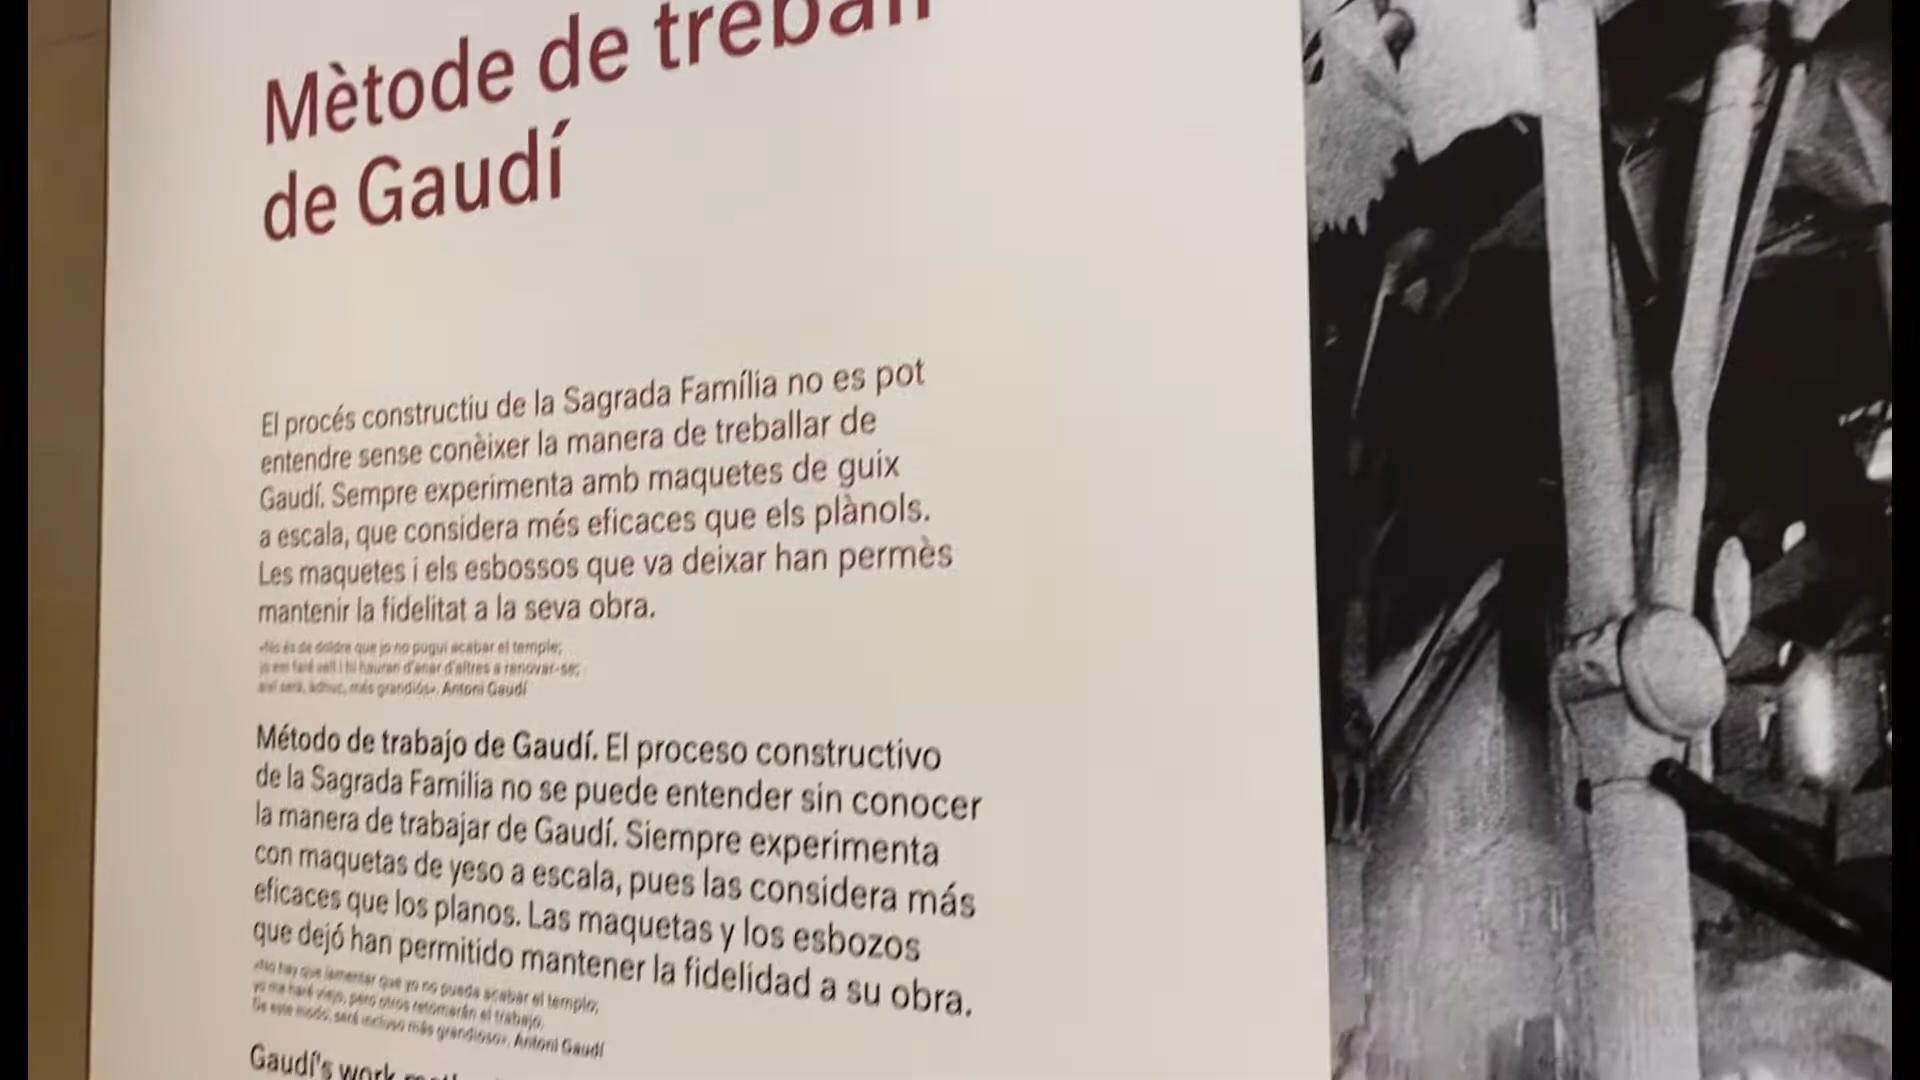 Mètode de treball
de Gaudí
El procés constructiu de la Sagrada Família no es pot
entendre sense conèixer la manera de treballar de
Gaudí. Sempre experimenta amb maquetes de guix
a escala, que considera més eficaces que els plànols.
Les maquetes i els esbossos que va deixar han permès
mantenir la fidelitat a la seva obra.
«No és de doldre que jo no pugui acabar el temple;
jo em faré vell i hi hauran d'anar d'altres a renovar-se;
així serà, àdhuc, més grandiós». Antoni Gaudí
Método de trabajo de Gaudí. El proceso constructivo
de la Sagrada Familia no se puede entender sin conocer
la manera de trabajar de Gaudí. Siempre experimenta
con maquetas de yeso a escala, pues las considera más
eficaces que los planos. Las maquetas y los esbozos
que dejó han permitido mantener la fidelidad a su obra.
«No hay que lamentar que yo no pueda acabar el templo;
yo me haré viejo, pero otros retomarán el trabajo.
De este modo, será incluso más grandioso». Antoni Gaudí
Gaudí's work